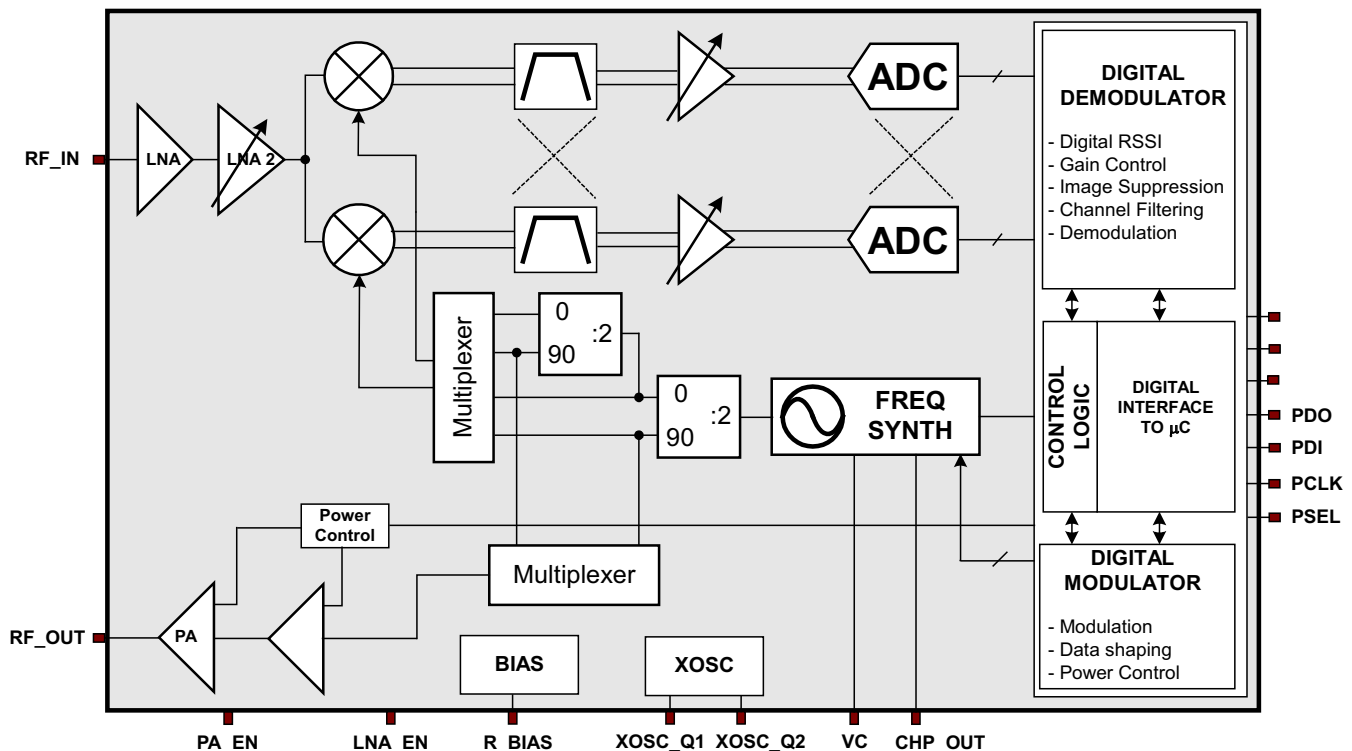 ADC
DIGITAL
DEMODULATOR
- Digital RSSI
- Gain Control
- Image Suppression
- Channel Filtering
- Demodulation
RF_IN
LNA
LNA 2
ADC
Multiplexer
0
:2
90
0
:2
90
FREQ
SYNTH
CONTROL
LOGIC
DIGITAL
INTERFACE
TO µC
PDO
PDI
PCLK
PSEL
Power
Control
Multiplexer
DIGITAL
MODULATOR
- Modulation
- Data shaping
- Power Control
RF_OUT
PA
BIAS
XOSC
PA_EN
LNA_EN
R_BIAS
XOSC_Q1
XOSC_Q2
VC
CHP_OUT